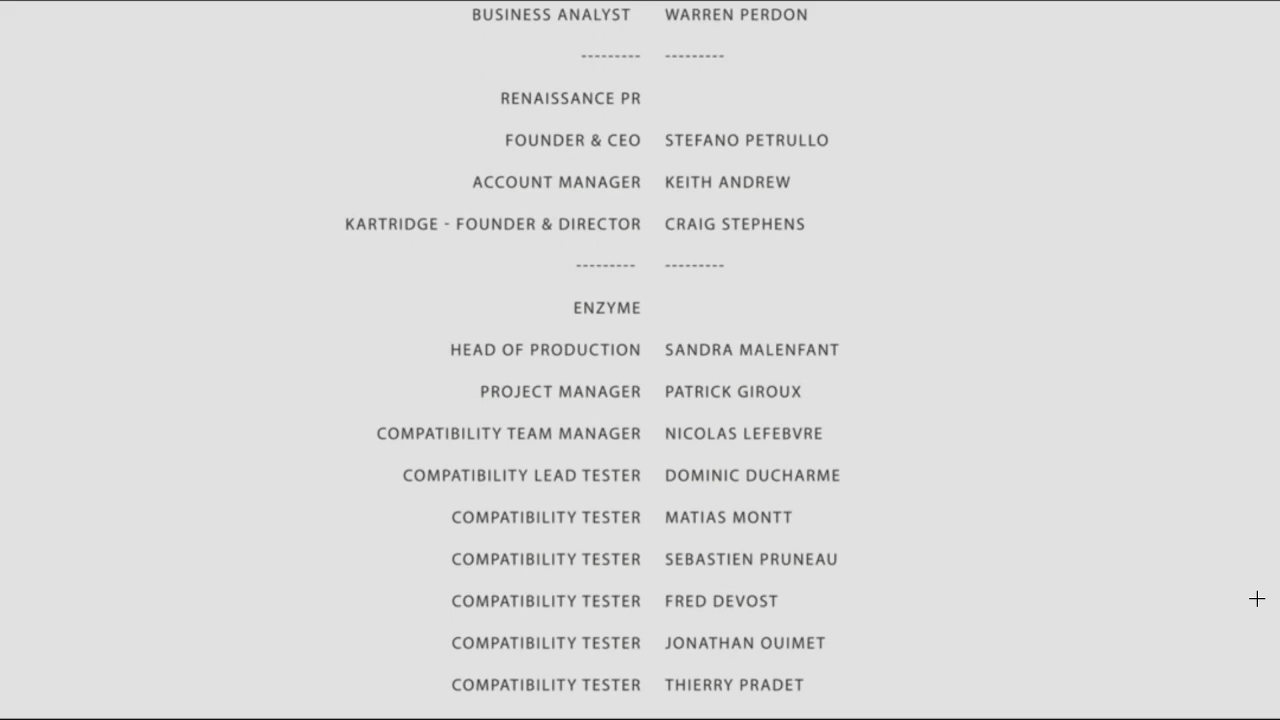 BUSINESS ANALYST WARREN PERDON
--------- ---------
RENAISSANCE PR
FOUNDER & CEO STEFANO PETRULLO
ACCOUNT MANAGER KEITH ANDREW
KARTRIDGE - FOUNDER & DIRECTOR CRAIG STEPHENS
--------- ---------
ENZYME
HEAD OF PRODUCTION SANDRA MALENFANT
PROJECT MANAGER PATRICK GIROUX
COMPATIBILITY TEAM MANAGER NICOLAS LEFEBVRE
COMPATIBILITY LEAD TESTER DOMINIC DUCHARME
COMPATIBILITY TESTER MATIAS MONTT
COMPATIBILITY TESTER SEBASTIEN PRUNEAU
COMPATIBILITY TESTER FRED DEVOST
COMPATIBILITY TESTER JONATHAN OUIMET
COMPATIBILITY TESTER THIERRY PRADET